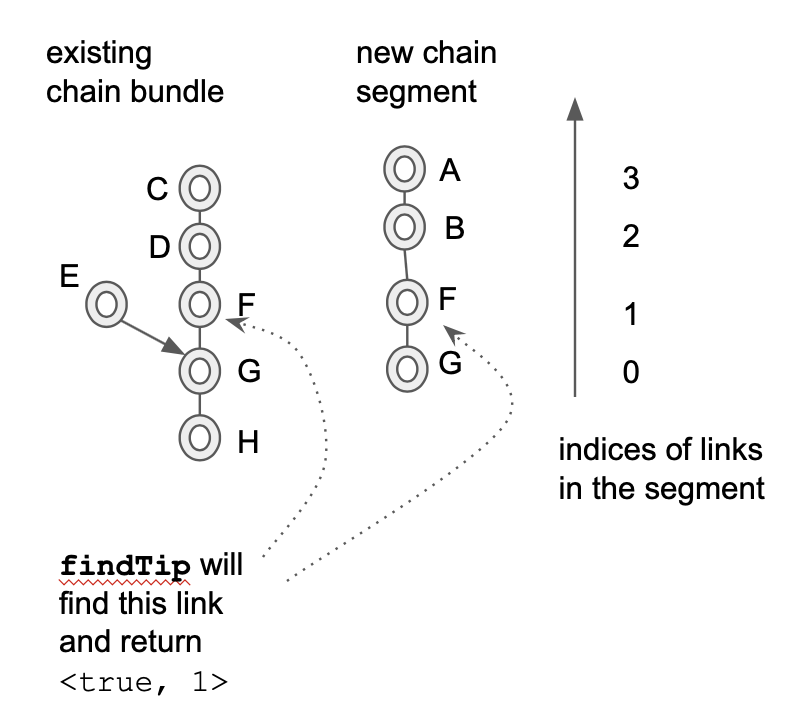 existing
chain bundle
new chain
segment
C
D
E
F
G
H
A
B
F
G
3
2
1
0
indices of links
in the segment
findTip will
find this link
and return
<true, 1>